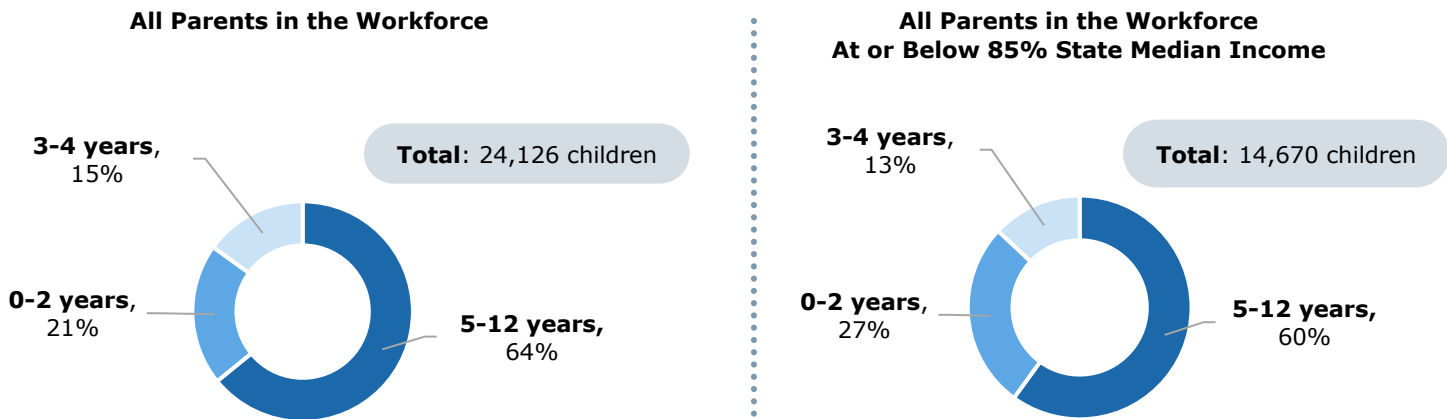 All Parents in the Workforce
3-4 years,
15%
Total: 24,126 children
0-2 years,
21%
5-12 years,
64%
All Parents in the Workforce
At or Below 85% State Median Income
3-4 years,
13%
Total: 14,670 children
0-2 years,
27%
5-12 years,
60%